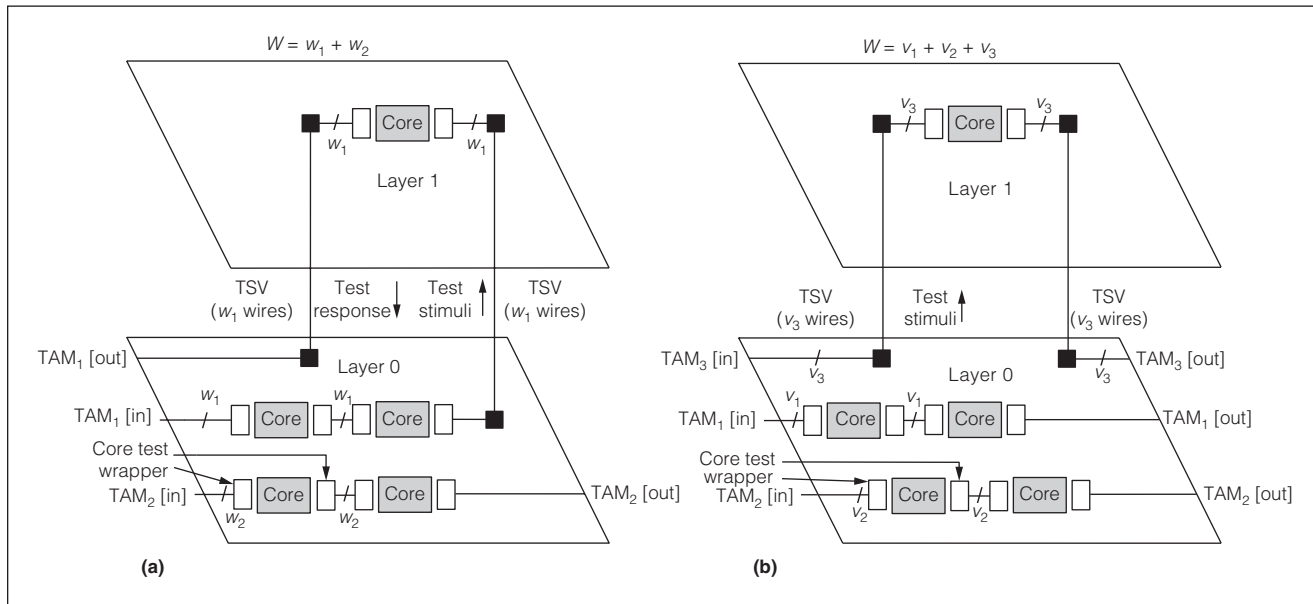 W = w1 + w2
Core
w1
w1
Layer 1
TSV
(w1 wires)
Test
response
Test
stimuli
TSV
(w1 wires)
TAM1 [out]
Layer 0
w1
w1
TAM1 [in]
Core
Core
Core test
wrapper
TAM2 [in]
Core
Core
TAM2 [out]
w2
w2
(a)
W = v1 + v2 + v3
v3
v3
Core
Layer 1
TSV
(v3 wires)
Test
stimuli
TSV
(v3 wires)
TAM3 [in]
v3
v3
TAM3 [out]
Layer 0
v1
v1
TAM1 [in]
Core
Core
TAM1 [out]
Core test
wrapper
TAM2 [in]
Core
Core
TAM2 [out]
v2
v2
(b)